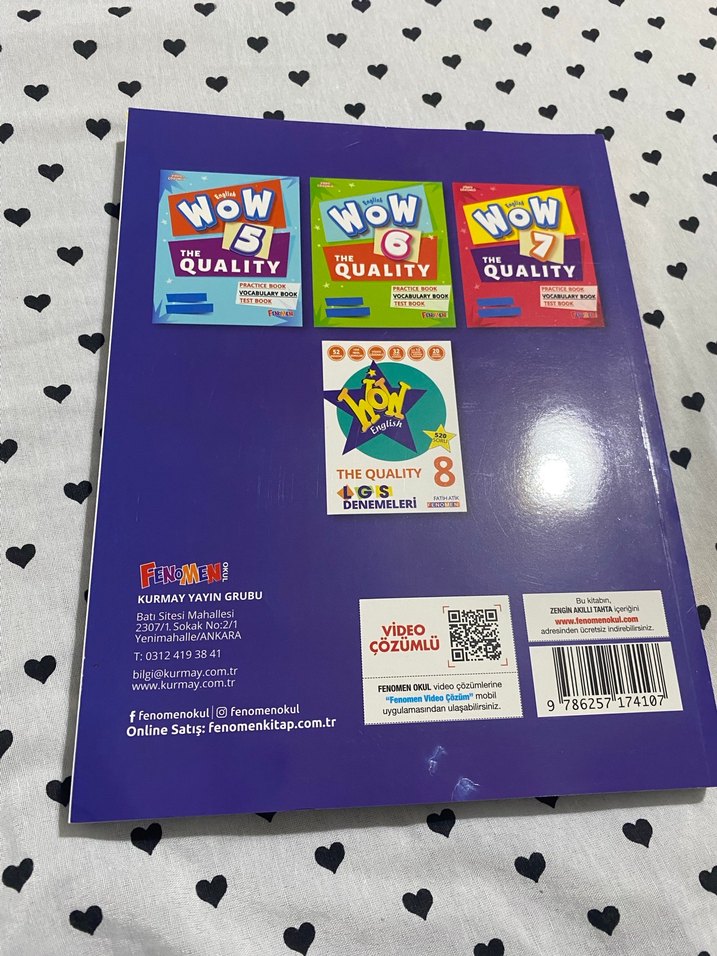 English
WOW
5
THE
QUALITY
PRACTICE BOOK
VOCABULARY BOOK
TEST BOOK
FENOMEN
English
WOW
6
THE
QUALITY
PRACTICE BOOK
VOCABULARY BOOK
TEST BOOK
FENOMEN
English
WOW
7
THE
QUALITY
PRACTICE BOOK
VOCABULARY BOOK
TEST BOOK
FENOMEN
52
32
20
WOW
English
520
SORU
THE QUALITY 8
LGS
DENEMELERİ
FATİH ATİK
FENOMEN
FENOMEN OKUL
KURMAY YAYIN GRUBU
Batı Sitesi Mahallesi
2307/1. Sokak No:2/1
Yenimahalle/ANKARA
T: 0312 419 38 41
bilgi@kurmay.com.tr
www.kurmay.com.tr
fenomenokul | fenomenokul
Online Satış: fenomenkitap.com.tr
VİDEO
ÇÖZÜMLÜ
FENOMEN OKUL video çözümlerine
"Fenomen Video Çözüm" mobil
uygulamasından ulaşabilirsiniz.
Bu kitabın,
ZENGİN AKILLI TAHTA içeriğini
www.fenomenokul.com
adresinden ücretsiz indirebilirsiniz.
9 786257 174107